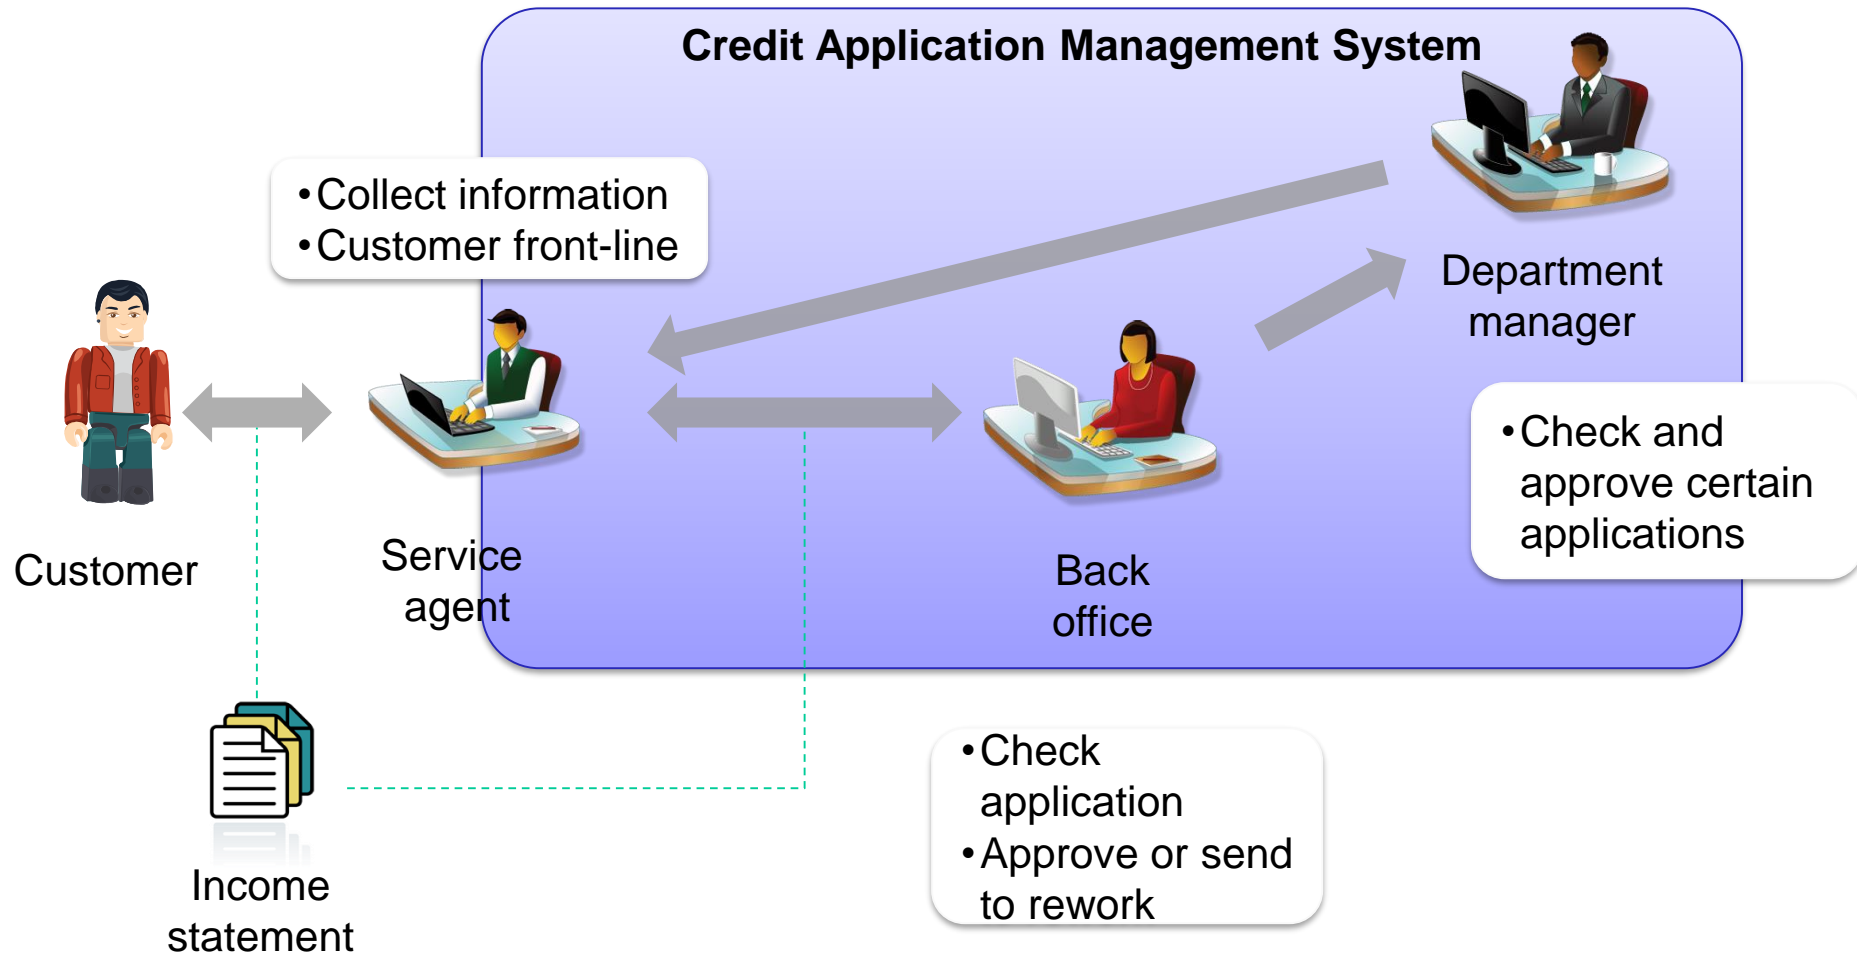 Credit Application Management System
•Collect information
•Customer front-line
Department
manager
•Check and
approve certain
applications
Customer
Service
agent
Back
office
•Check
application
•Approve or send
to rework
Income
statement